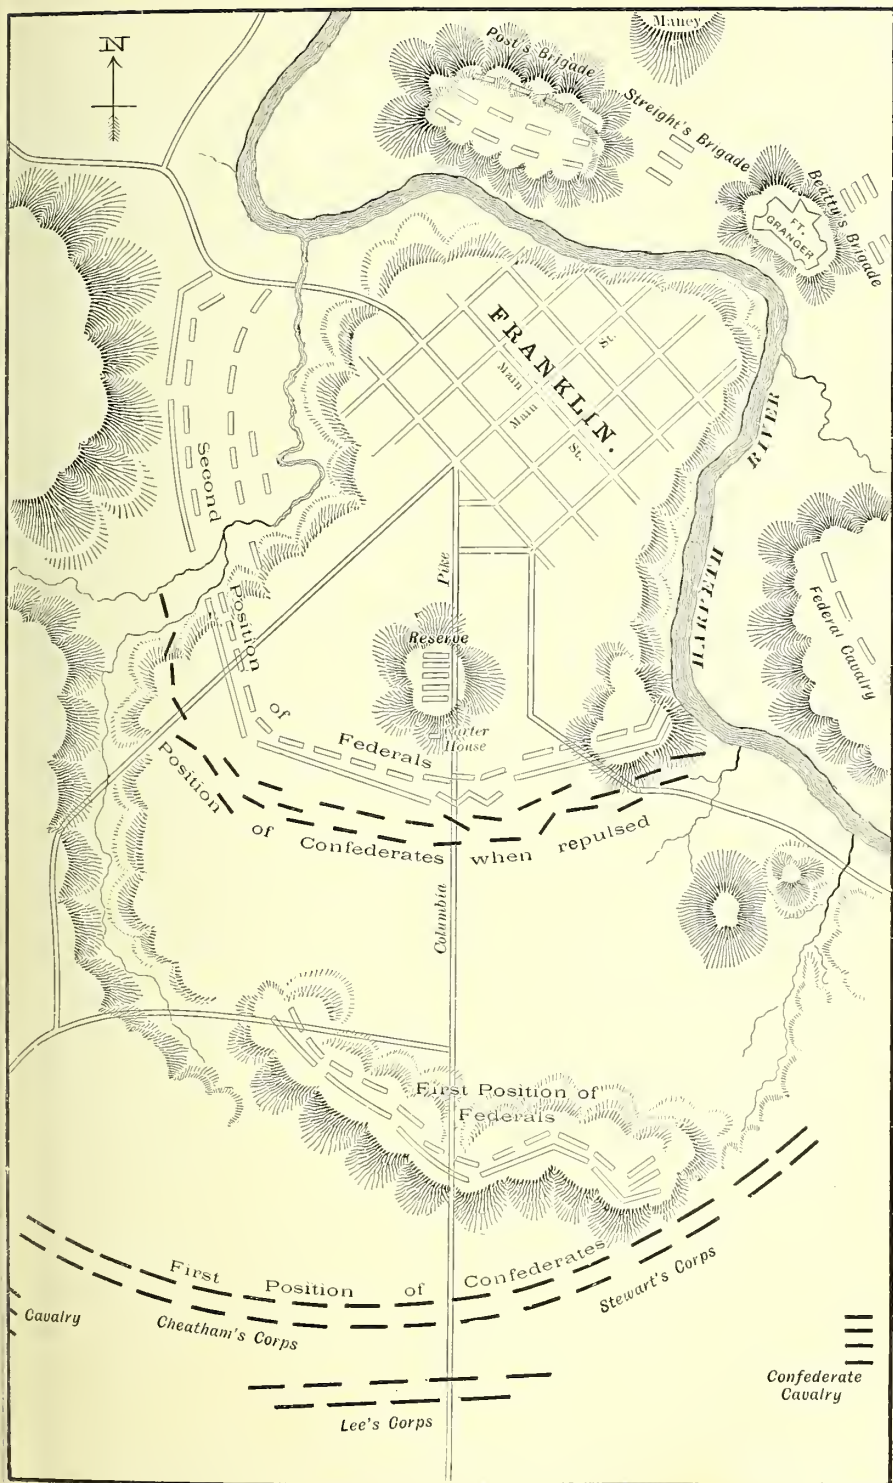 Maney
N
Post's Brigade
Streight's Brigade
Beatty's Brigade
FT.
GRANGER
FRANKLIN.
St.
Main
Main
St.
RIVER
HARPETH
Second
Position
of
Federals
Pike
Reserve
Carter
House
Federal Cavalry
Position
of Confederates when repulsed
Columbia
First Position of
Federals
First Position of Confederates
Cavalry
Cheatham's Corps
Stewart's Corps
Lee's Corps
Confederate
Cavalry